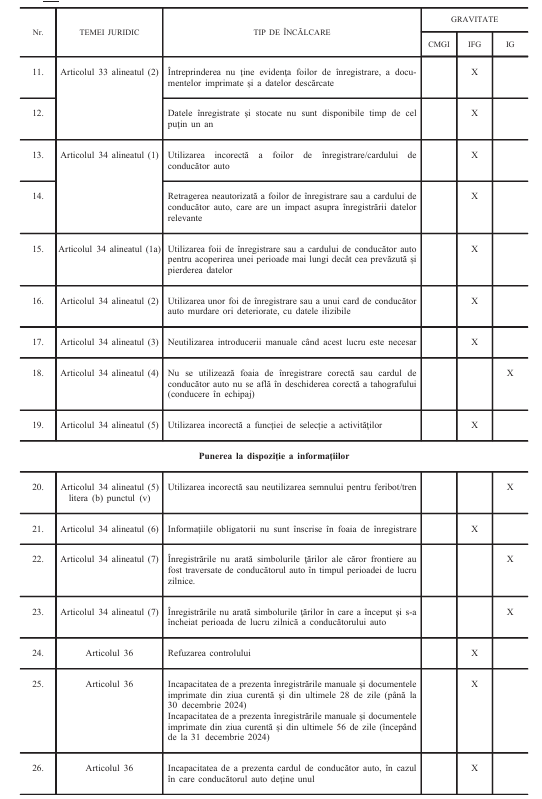 Nr. TEMEI JURIDIC TIP DE ÎNCĂLCARE GRAVITATE
CMGI IFG IG
11. Articolul 33 alineatul (2) Întreprinderea nu ține evidența foilor de înregistrare, a docu- X
mentelor imprimate și a datelor descărcate
12. Datele înregistrate și stocate nu sunt disponibile timp de cel X
puțin un an
13. Articolul 34 alineatul (1) Utilizarea incorectă a foilor de înregistrare/cardului de X
conducător auto
14. Retragerea neautorizată a foilor de înregistrare sau a cardului de X
conducător auto, care are un impact asupra înregistrării datelor
relevante
15. Articolul 34 alineatul (1a) Utilizarea foii de înregistrare sau a cardului de conducător auto X
pentru acoperirea unei perioade mai lungi decât cea prevăzută și
pierderea datelor
16. Articolul 34 alineatul (2) Utilizarea unor foi de înregistrare sau a unui card de conducător X
auto murdare ori deteriorate, cu datele ilizibile
17. Articolul 34 alineatul (3) Neutilizarea introducerii manuale când acest lucru este necesar X
18. Articolul 34 alineatul (4) Nu se utilizează foaia de înregistrare corectă sau cardul de X
conducător auto nu se află în deschiderea corectă a tahografului
(conducere în echipaj)
19. Articolul 34 alineatul (5) Utilizarea incorectă a funcției de selecție a activităților X
Punerea la dispoziție a informațiilor
20. Articolul 34 alineatul (5) Utilizarea incorectă sau neutilizarea semnului pentru feribot/tren X
litera (b) punctul (v)
21. Articolul 34 alineatul (6) Informațiile obligatorii nu sunt înscrise în foaia de înregistrare X
22. Articolul 34 alineatul (7) Înregistrările nu arată simbolurile țărilor ale căror frontiere au X
fost traversate de conducătorul auto în timpul perioadei de lucru
zilnice.
23. Articolul 34 alineatul (7) Înregistrările nu arată simbolurile țărilor în care a început și s-a X
încheiat perioada de lucru zilnică a conducătorului auto
24. Articolul 36 Refuzarea controlului X
25. Articolul 36 Incapacitatea de a prezenta înregistrările manuale și documentele X
imprimate din ziua curentă și din ultimele 28 de zile (până la
30 decembrie 2024)
Incapacitatea de a prezenta înregistrările manuale și documentele
imprimate din ziua curentă și din ultimele 56 de zile (începând
de la 31 decembrie 2024)
26. Articolul 36 Incapacitatea de a prezenta cardul de conducător auto, în cazul X
în care conducătorul auto deține unul